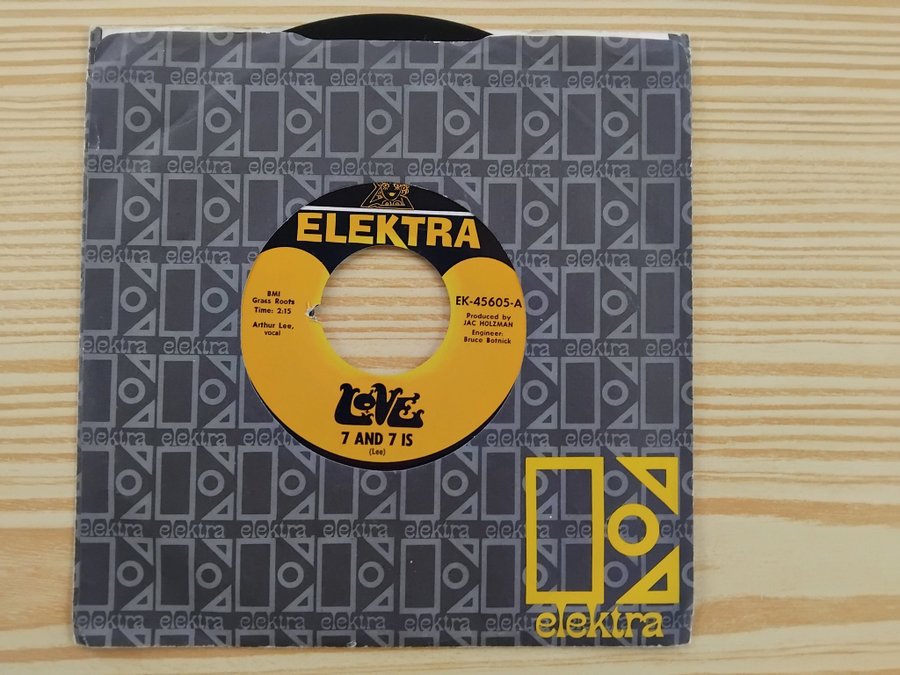 ELEKTRA
BMI
Grass Roots
Time: 2:15
Arthur Lee,
vocal
EK-45605-A
Produced by
JAC HOLZMAN
Engineer:
Bruce Botnick
LOVE
7 AND 7 IS
(Lee)
elektra